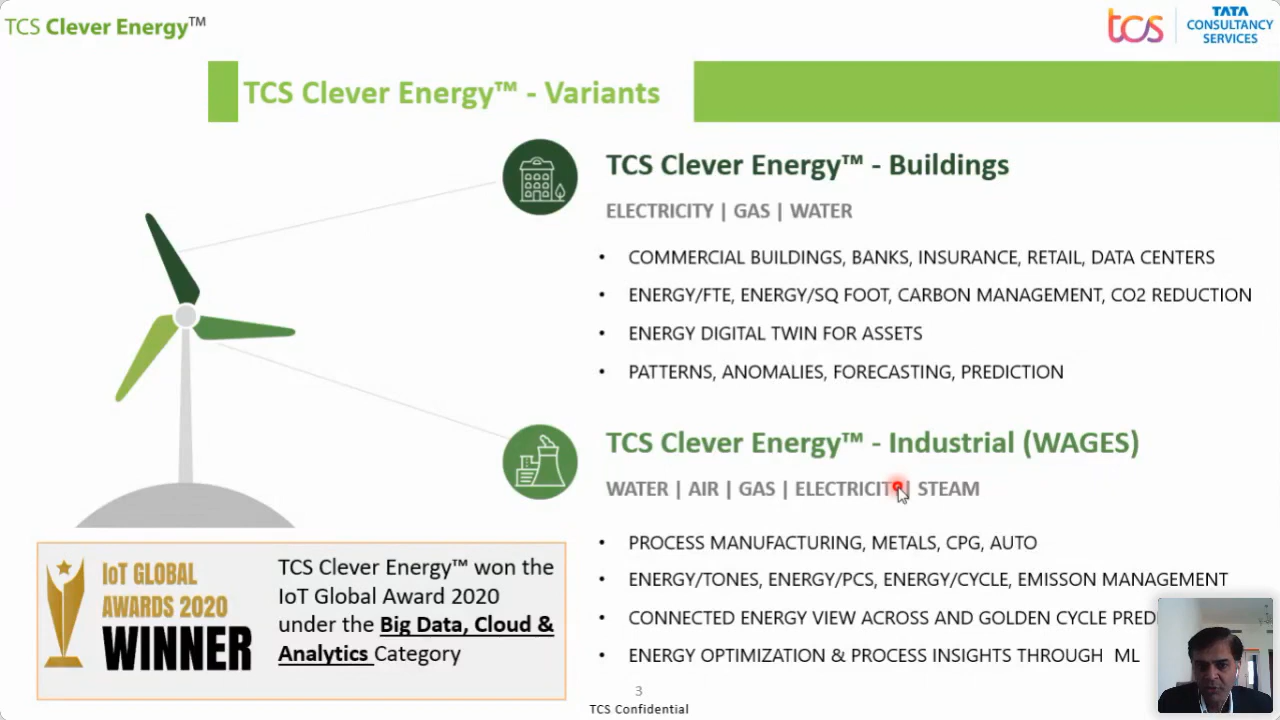 TCS Clever Energy™
tcs
TATA
CONSULTANCY
SERVICES
TCS Clever Energy™ - Variants
TCS Clever Energy™ - Buildings
ELECTRICITY | GAS | WATER
• COMMERCIAL BUILDINGS, BANKS, INSURANCE, RETAIL, DATA CENTERS
• ENERGY/FTE, ENERGY/SQ FOOT, CARBON MANAGEMENT, CO2 REDUCTION
• ENERGY DIGITAL TWIN FOR ASSETS
• PATTERNS, ANOMALIES, FORECASTING, PREDICTION
TCS Clever Energy™ - Industrial (WAGES)
WATER | AIR | GAS | ELECTRICITY | STEAM
• PROCESS MANUFACTURING, METALS, CPG, AUTO
• ENERGY/TONES, ENERGY/PCS, ENERGY/CYCLE, EMISSON MANAGEMENT
• CONNECTED ENERGY VIEW ACROSS AND GOLDEN CYCLE PRED
• ENERGY OPTIMIZATION & PROCESS INSIGHTS THROUGH ML
IoT GLOBAL
AWARDS 2020
WINNER
TCS Clever Energy™ won the
IoT Global Award 2020
under the Big Data, Cloud &
Analytics Category
3
TCS Confidential